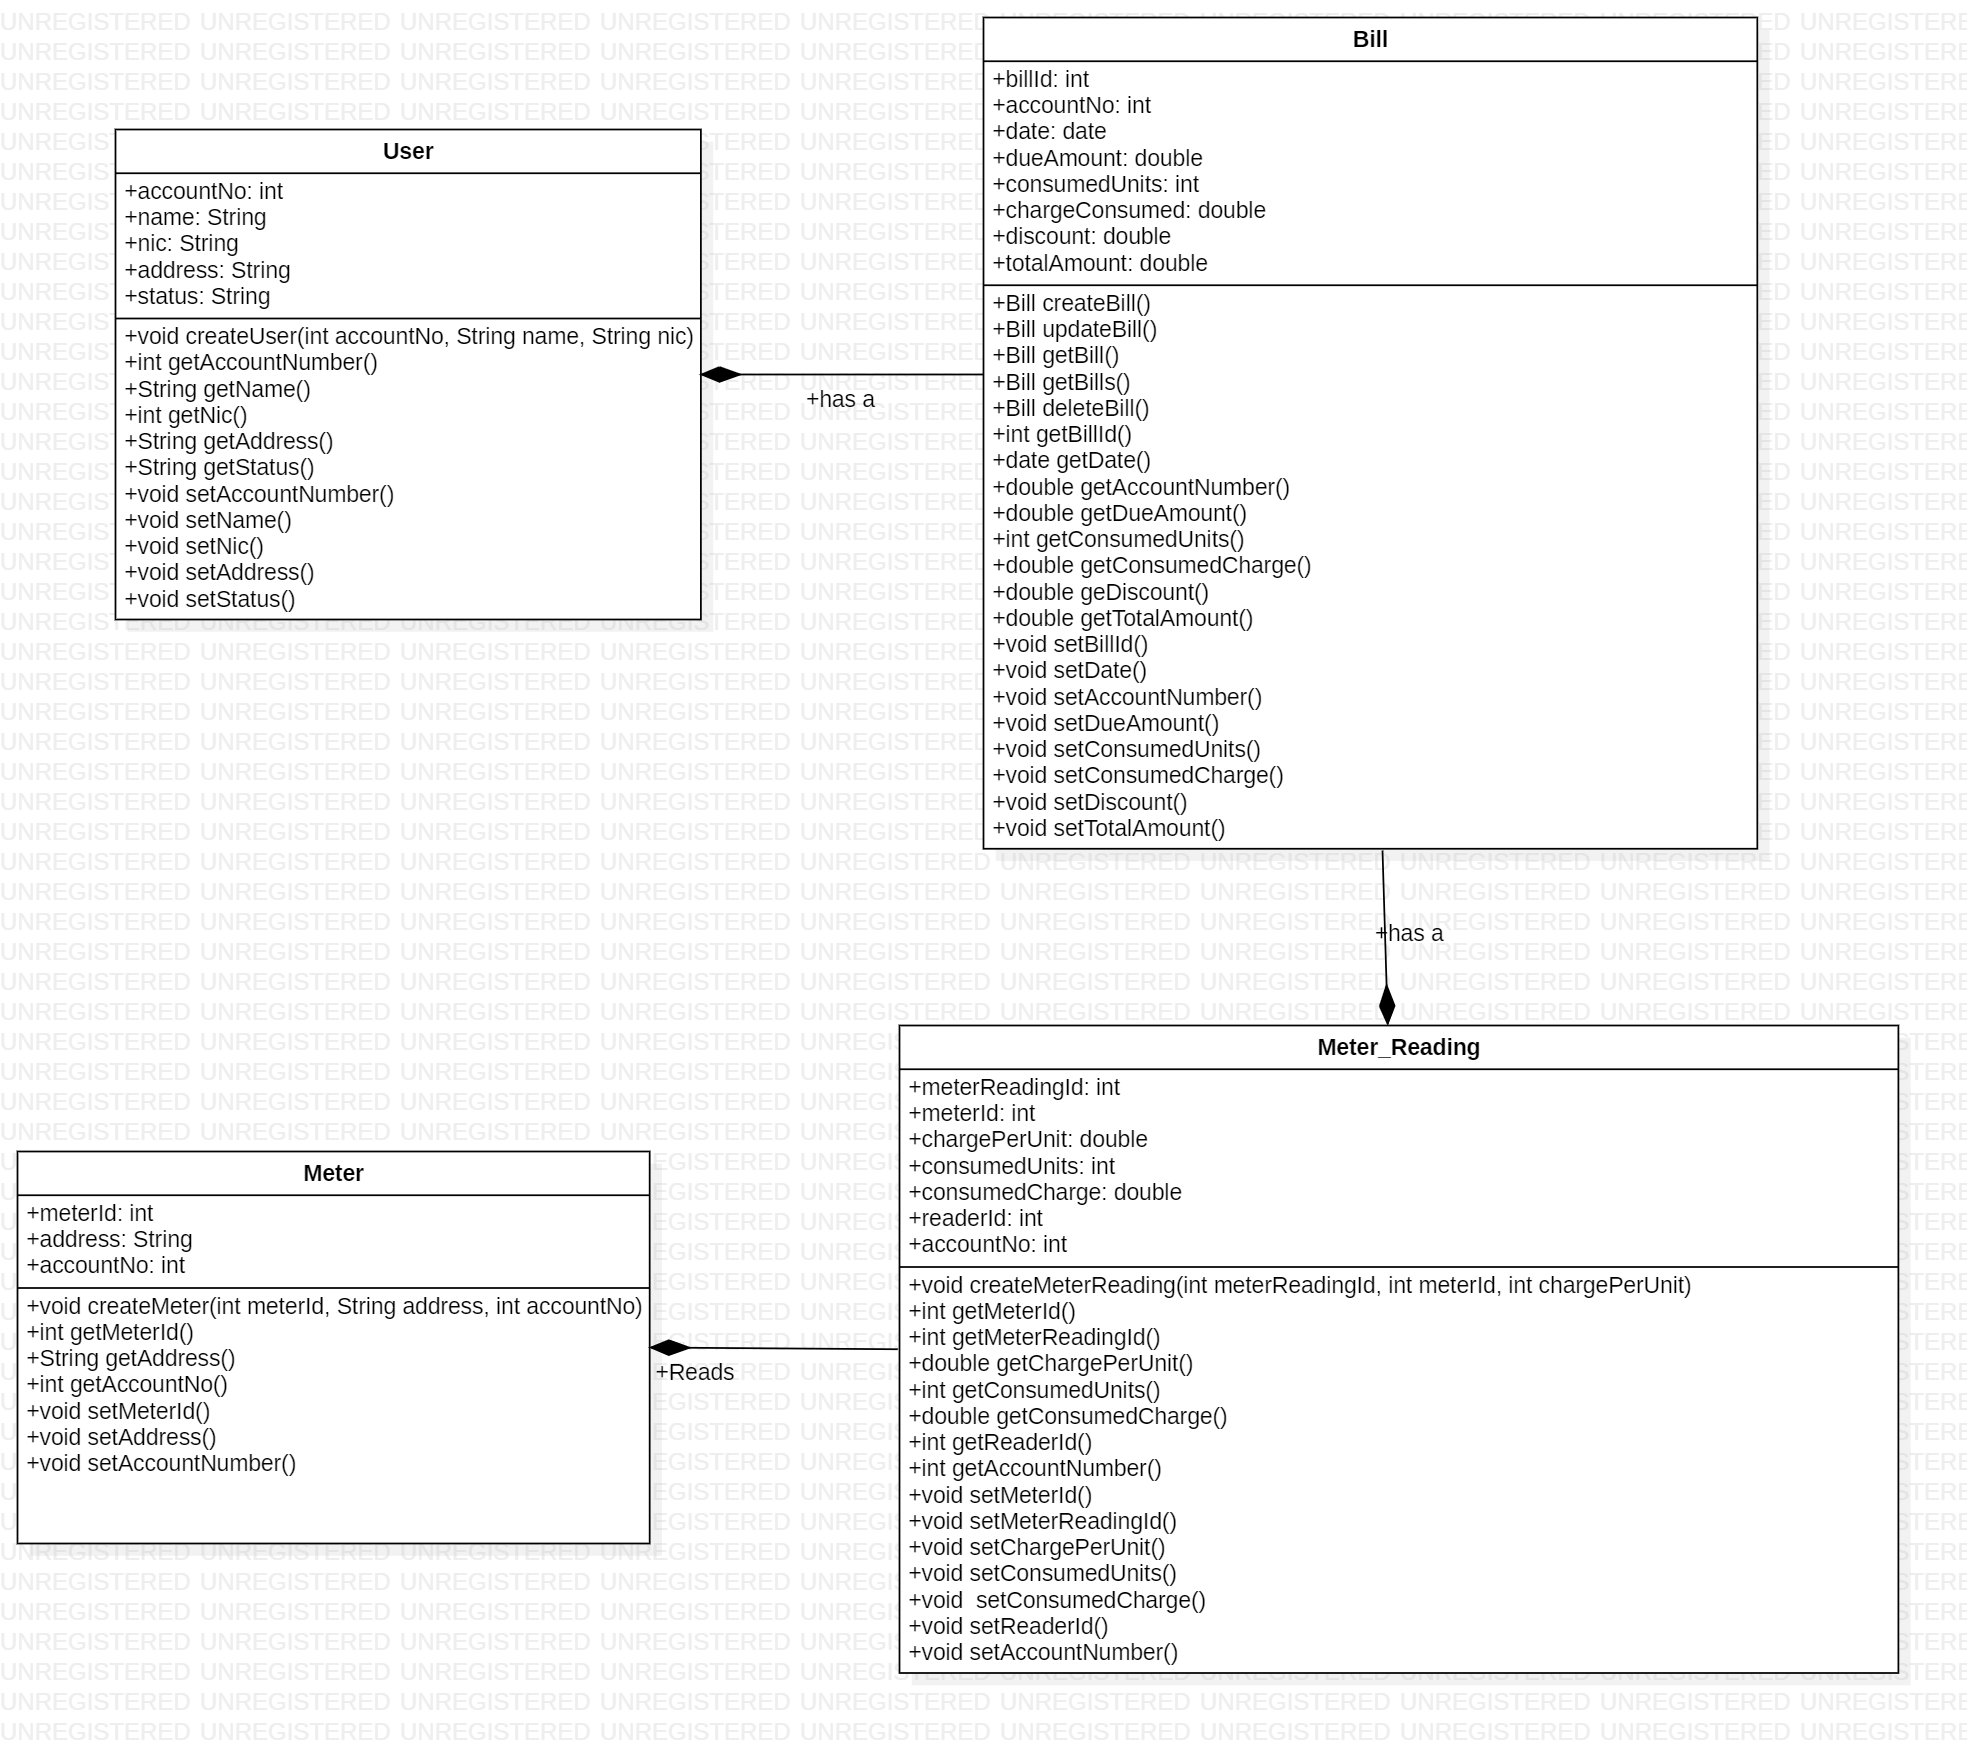 User
+accountNo: int
+name: String
+nic: String
+address: String
+status: String
+void createUser(int accountNo, String name, String nic)
+int getAccountNumber()
+String getName()
+int getNic()
+String getAddress()
+String getStatus()
+void setAccountNumber()
+void setName()
+void setNic()
+void setAddress()
+void setStatus()
+has a
Bill
+billId: int
+accountNo: int
+date: date
+dueAmount: double
+consumedUnits: int
+chargeConsumed: double
+discount: double
+totalAmount: double
+Bill createBill()
+Bill updateBill()
+Bill getBill()
+Bill getBills()
+Bill deleteBill()
+int getBillId()
+date getDate()
+double getAccountNumber()
+double getDueAmount()
+int getConsumedUnits()
+double getConsumedCharge()
+double geDiscount()
+double getTotalAmount()
+void setBillId()
+void setDate()
+void setAccountNumber()
+void setDueAmount()
+void setConsumedUnits()
+void setConsumedCharge()
+void setDiscount()
+void setTotalAmount()
+has a
Meter
+meterId: int
+address: String
+accountNo: int
+void createMeter(int meterId, String address, int accountNo)
+int getMeterId()
+String getAddress()
+int getAccountNo()
+void setMeterId()
+void setAddress()
+void setAccountNumber()
+Reads
Meter_Reading
+meterReadingId: int
+meterId: int
+chargePerUnit: double
+consumedUnits: int
+consumedCharge: double
+readerId: int
+accountNo: int
+void createMeterReading(int meterReadingId, int meterId, int chargePerUnit)
+int getMeterId()
+int getMeterReadingId()
+double getChargePerUnit()
+int getConsumedUnits()
+double getConsumedCharge()
+int getReaderId()
+int getAccountNumber()
+void setMeterId()
+void setMeterReadingId()
+void setChargePerUnit()
+void setConsumedUnits()
+void  setConsumedCharge()
+void setReaderId()
+void setAccountNumber()
UNREGISTERED